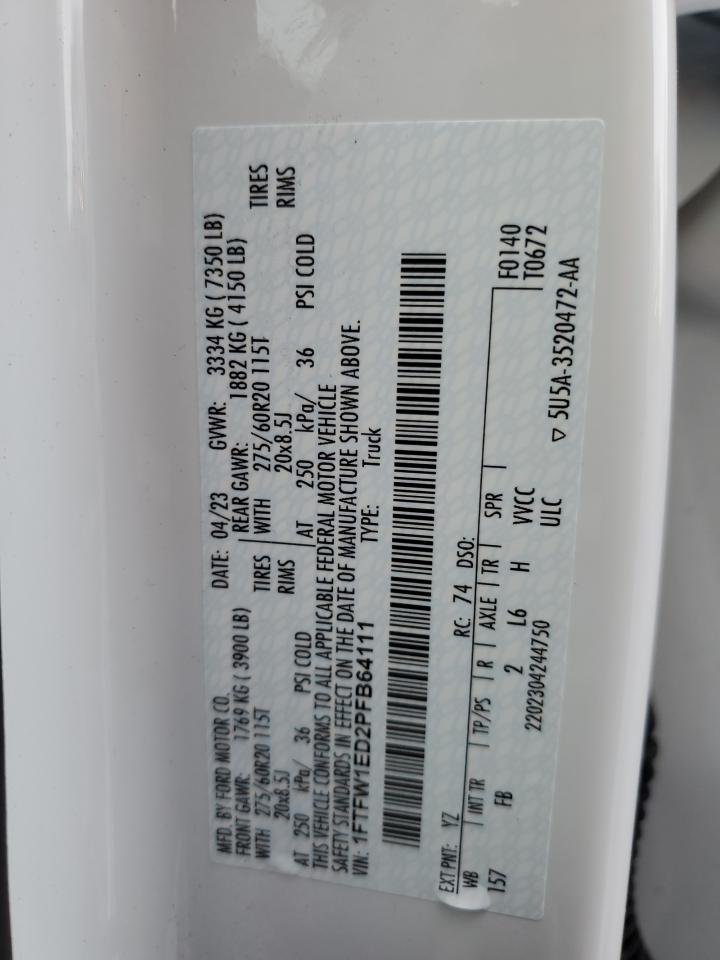 MFD. BY FORD MOTOR CO.
DATE: 04/23 GVWR: 3334 KG ( 7350 LB)
FRONT GAWR: 1769 KG ( 3900 LB)
REAR GAWR: 1882 KG ( 4150 LB)
WITH 275/60R20 115T TIRES
WITH 275/60R20 115T TIRES
20x8.5J RIMS
20x8.5J RIMS
AT 250 kPa/ 36 PSI COLD
AT 250 kPa/ 36 PSI COLD
THIS VEHICLE CONFORMS TO ALL APPLICABLE FEDERAL MOTOR VEHICLE
SAFETY STANDARDS IN EFFECT ON THE DATE OF MANUFACTURE SHOWN ABOVE.
VIN: 1FTFW1ED2PFB64111 TYPE: Truck
EXT PNT: YZ RC: 74 DSO:
WB INT TR TP/PS R AXLE TR SPR F0140
157 FB 2 L6 H VVCC T0672
2202304244750 ULC
▽ 5U5A-3520472-AA